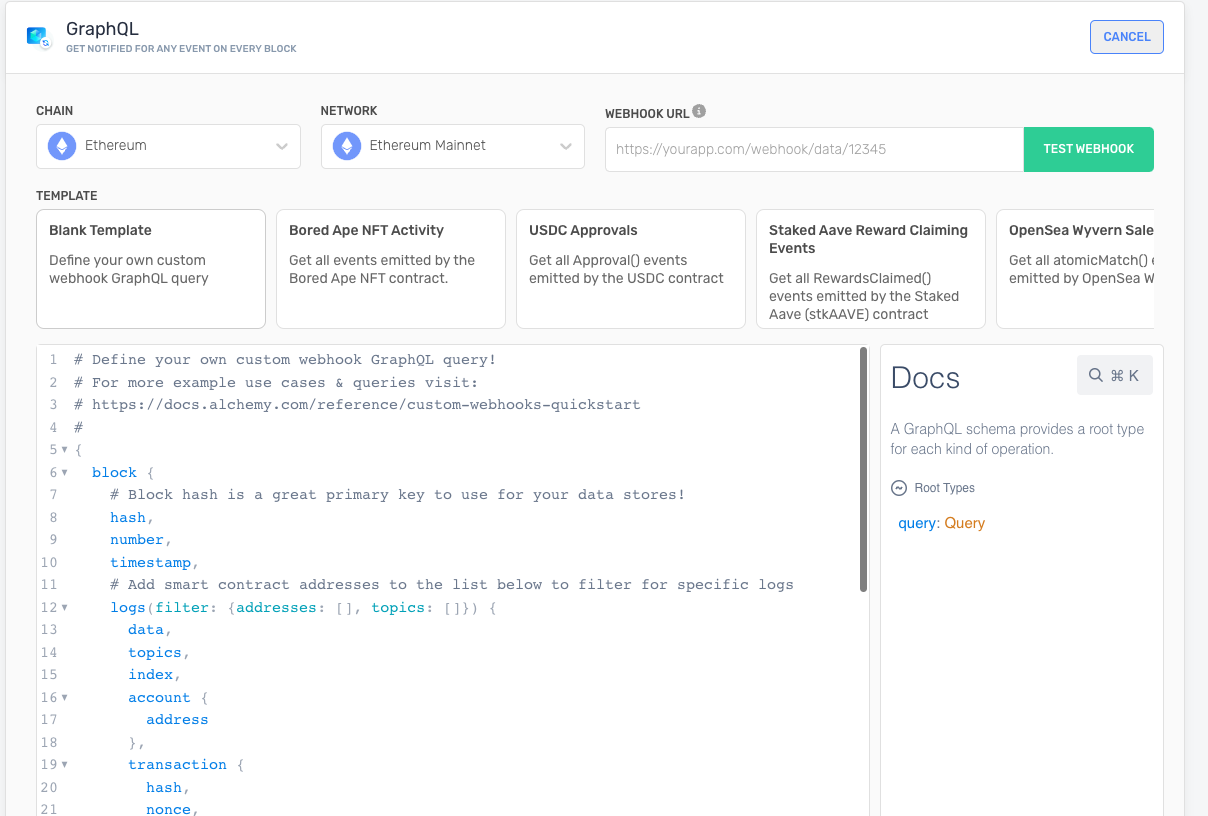 GraphQL
GET NOTIFIED FOR ANY EVENT ON EVERY BLOCK
CANCEL
CHAIN
NETWORK
WEBHOOK URL
Ethereum
Ethereum Mainnet
https://yourapp.com/webhook/data/12345
TEST WEBHOOK
TEMPLATE
Blank Template
Define your own custom
webhook GraphQL query
Bored Ape NFT Activity
Get all events emitted by the
Bored Ape NFT contract.
USDC Approvals
Get all Approval() events
emitted by the USDC contract
Staked Aave Reward Claiming
Events
Get all RewardsClaimed()
events emitted by the Staked
Aave (stkAAVE) contract
OpenSea Wyvern Sale
Get all atomicMatch() e
emitted by OpenSea W
1 # Define your own custom webhook GraphQL query!
2 # For more example use cases & queries visit:
3 # https://docs.alchemy.com/reference/custom-webhooks-quickstart
4 #
5 {
6 block {
7 # Block hash is a great primary key to use for your data stores!
8 hash,
9 number,
10 timestamp,
11 # Add smart contract addresses to the list below to filter for specific logs
12 logs(filter: {addresses: [], topics: []}) {
13 data,
14 topics,
15 index,
16 account {
17 address
18 },
19 transaction {
20 hash,
21 nonce,
Docs
⌘ K
A GraphQL schema provides a root type
for each kind of operation.
Root Types
query: Query